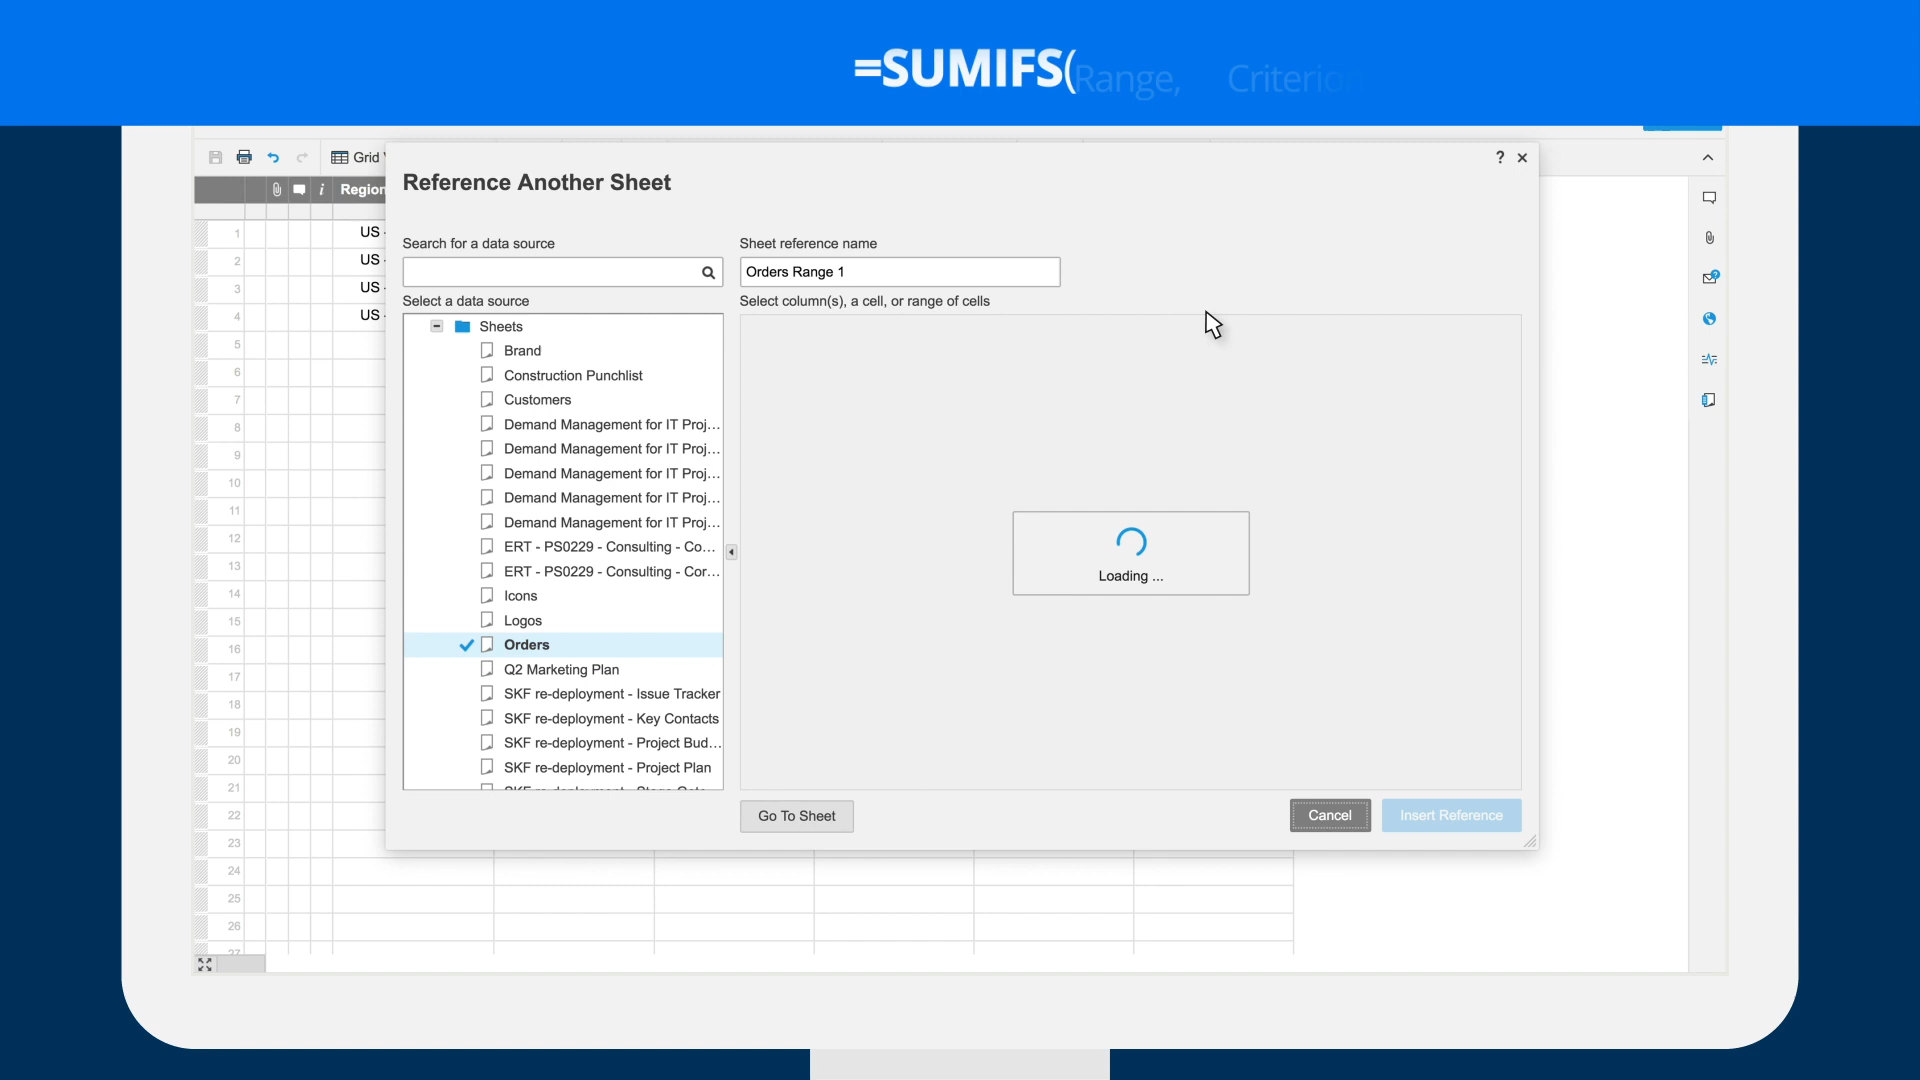 =SUMIFS(Range, Criterion
Grid
Region
Reference Another Sheet
?
Search for a data source
Sheet reference name
Orders Range 1
Select a data source
Select column(s), a cell, or range of cells
Sheets
Brand
Construction Punchlist
Customers
Demand Management for IT Proj...
Demand Management for IT Proj...
Demand Management for IT Proj...
Demand Management for IT Proj...
Demand Management for IT Proj...
ERT - PS0229 - Consulting - Co...
ERT - PS0229 - Consulting - Cor...
Icons
Logos
Orders
Q2 Marketing Plan
SKF re-deployment - Issue Tracker
SKF re-deployment - Key Contacts
SKF re-deployment - Project Bud...
SKF re-deployment - Project Plan
Loading ...
Go To Sheet
Cancel
Insert Reference
1 US -
2 US -
3 US -
4 US -
5
6
7
8
9
10
11
12
13
14
15
16
17
18
19
20
21
22
23
24
25
26
27